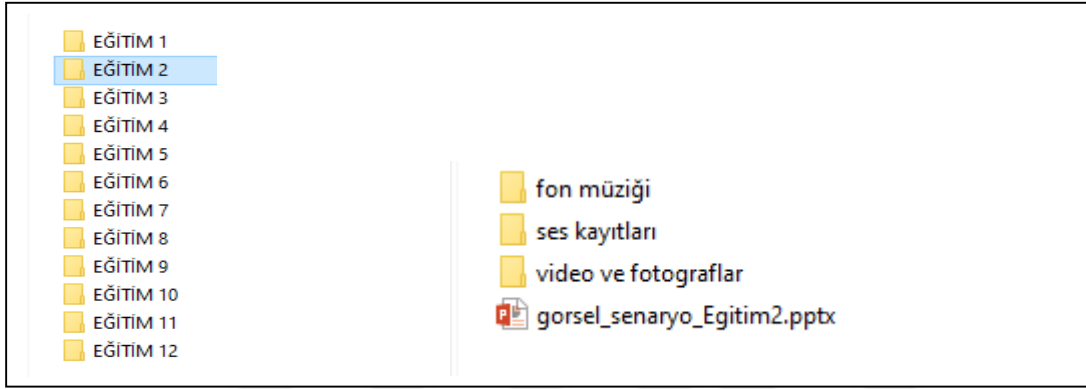 EĞİTİM 1
EĞİTİM 2
EĞİTİM 3
EĞİTİM 4
EĞİTİM 5
EĞİTİM 6
EĞİTİM 7
EĞİTİM 8
EĞİTİM 9
EĞİTİM 10
EĞİTİM 11
EĞİTİM 12
fon müziği
ses kayıtları
video ve fotograflar
gorsel_senaryo_Egitim2.pptx